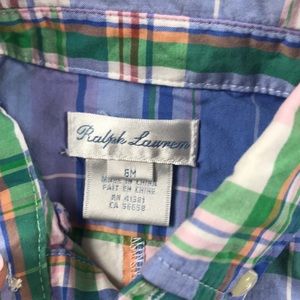 Ralph Lauren
6M
MADE IN CHINA
FAIT EN CHINE
RN 41381
CA 56658